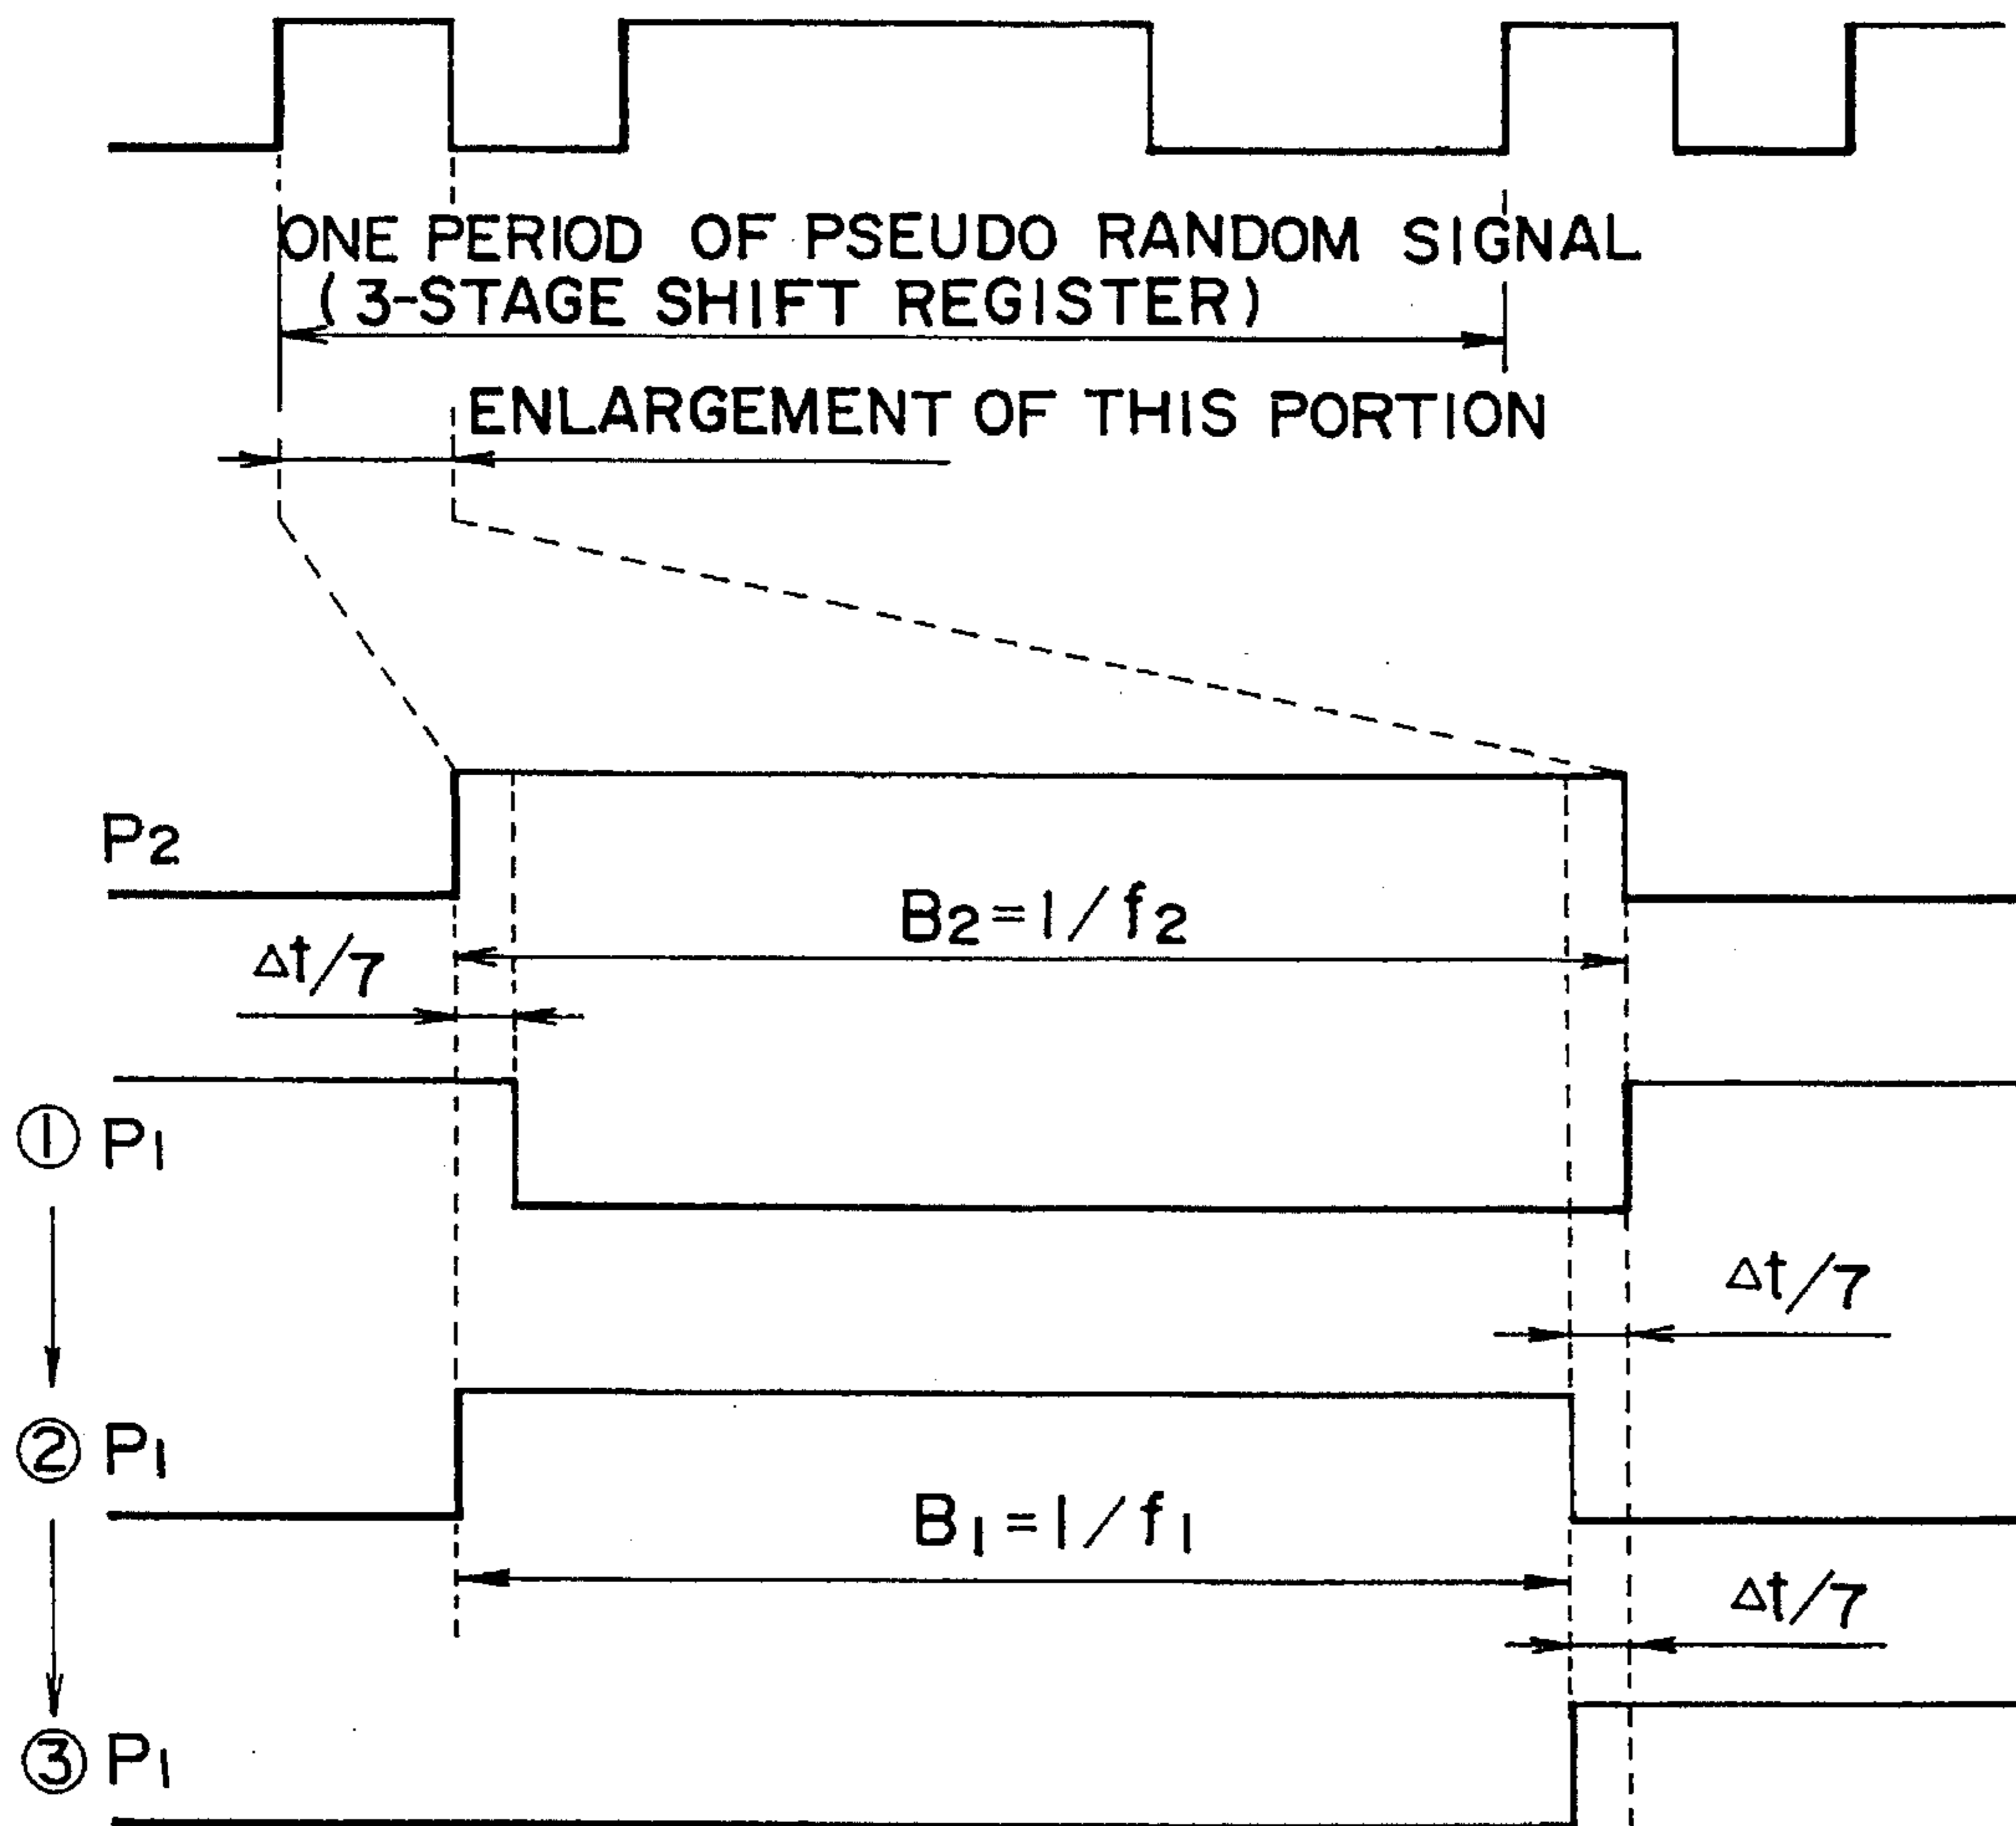 ONE PERIOD OF PSEUDO RANDOM SIGNAL
(3-STAGE SHIFT REGISTER)
ENLARGEMENT OF THIS PORTION
P2
B2=1/f2
Δt/7
① P1
Δt/7
② P1
B1=1/f1
Δt/7
③ P1